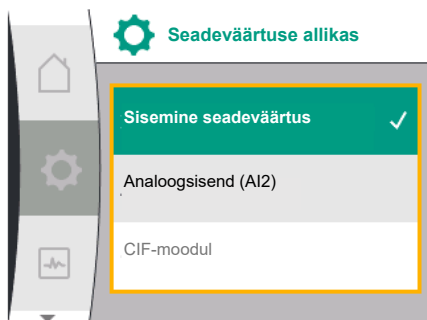 Seadeväärtuse allikas
Sisemine seadeväärtus
Analoogsisend (AI2)
CIF-moodul